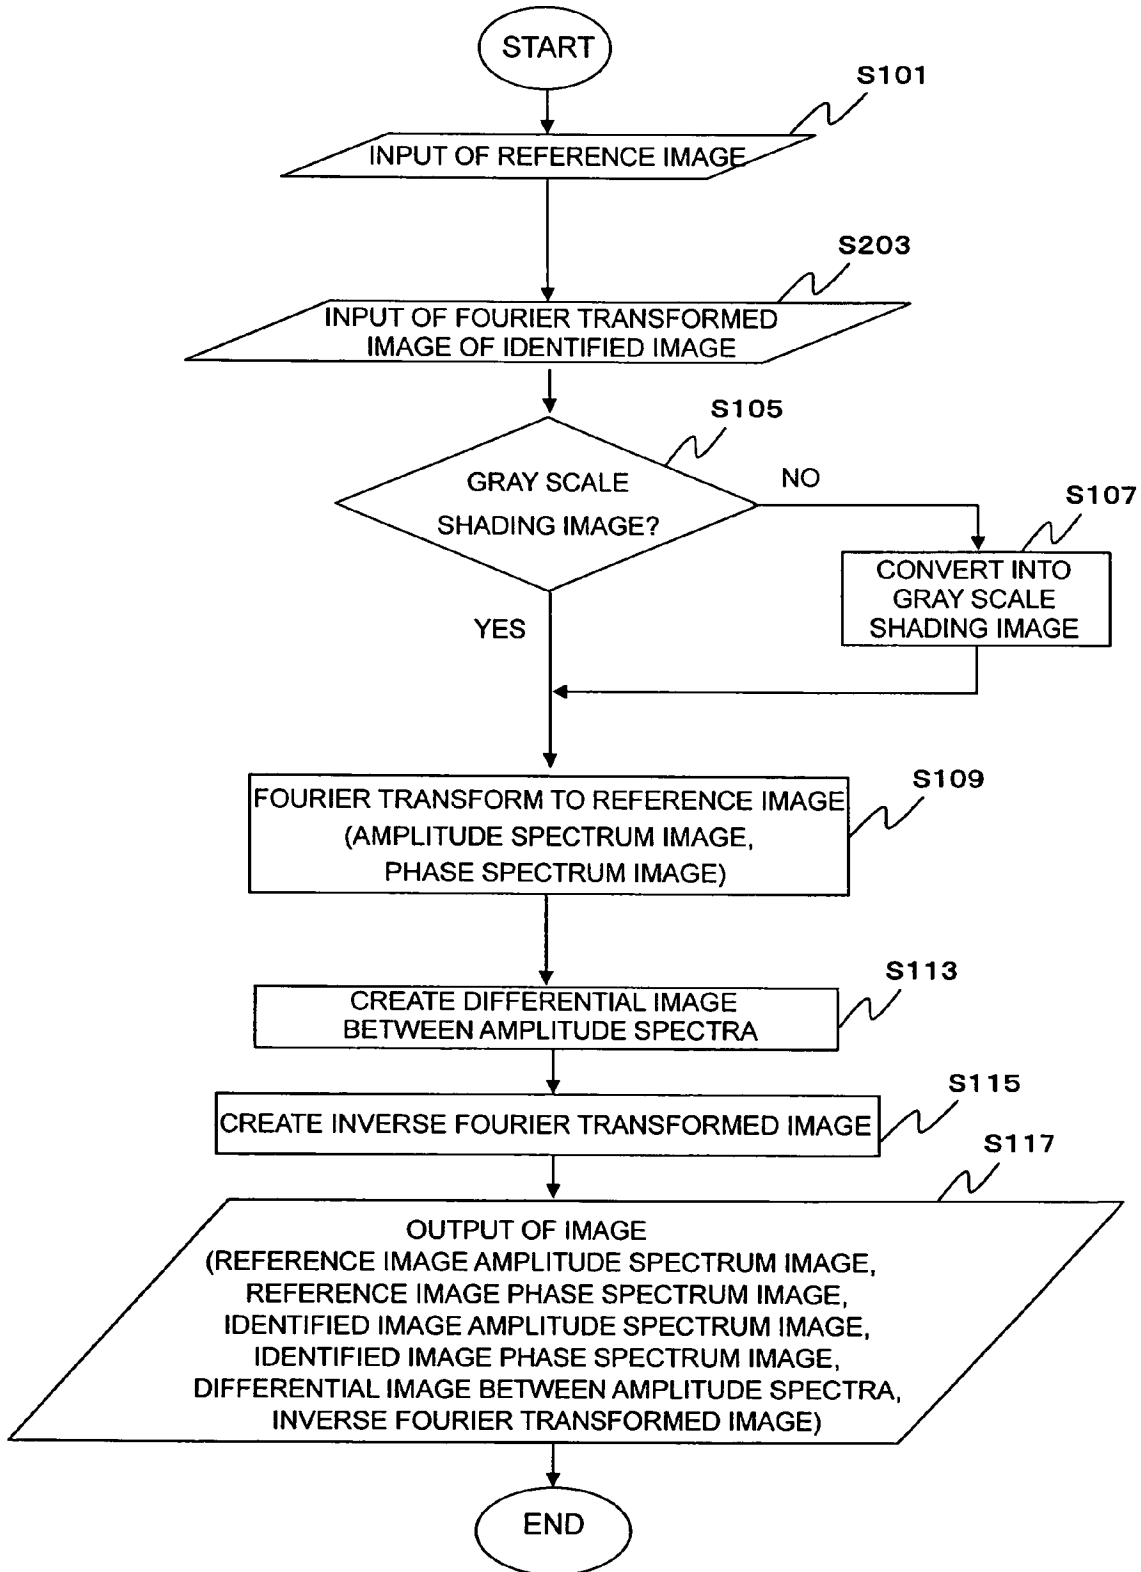 START
S101
INPUT OF REFERENCE IMAGE
S203
INPUT OF FOURIER TRANSFORMED
IMAGE OF IDENTIFIED IMAGE
S105
GRAY SCALE
SHADING IMAGE?
NO
S107
CONVERT INTO
GRAY SCALE
SHADING IMAGE
YES
S109
FOURIER TRANSFORM TO REFERENCE IMAGE
(AMPLITUDE SPECTRUM IMAGE,
PHASE SPECTRUM IMAGE)
S113
CREATE DIFFERENTIAL IMAGE
BETWEEN AMPLITUDE SPECTRA
S115
CREATE INVERSE FOURIER TRANSFORMED IMAGE
S117
OUTPUT OF IMAGE
(REFERENCE IMAGE AMPLITUDE SPECTRUM IMAGE,
REFERENCE IMAGE PHASE SPECTRUM IMAGE,
IDENTIFIED IMAGE AMPLITUDE SPECTRUM IMAGE,
IDENTIFIED IMAGE PHASE SPECTRUM IMAGE,
DIFFERENTIAL IMAGE BETWEEN AMPLITUDE SPECTRA,
INVERSE FOURIER TRANSFORMED IMAGE)
END